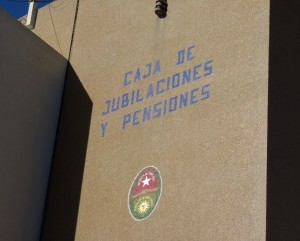 CAJA DE
JUBILACIONES
Y PENSIONES